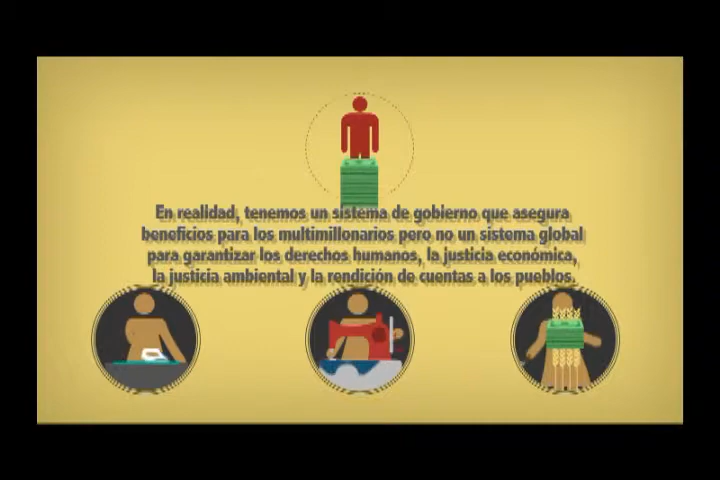 En realidad, tenemos un sistema de gobierno que asegura
beneficios para los multimillonarios pero no un sistema global
para garantizar los derechos humanos, la justicia económica,
la justicia ambiental y la rendición de cuentas a los pueblos.